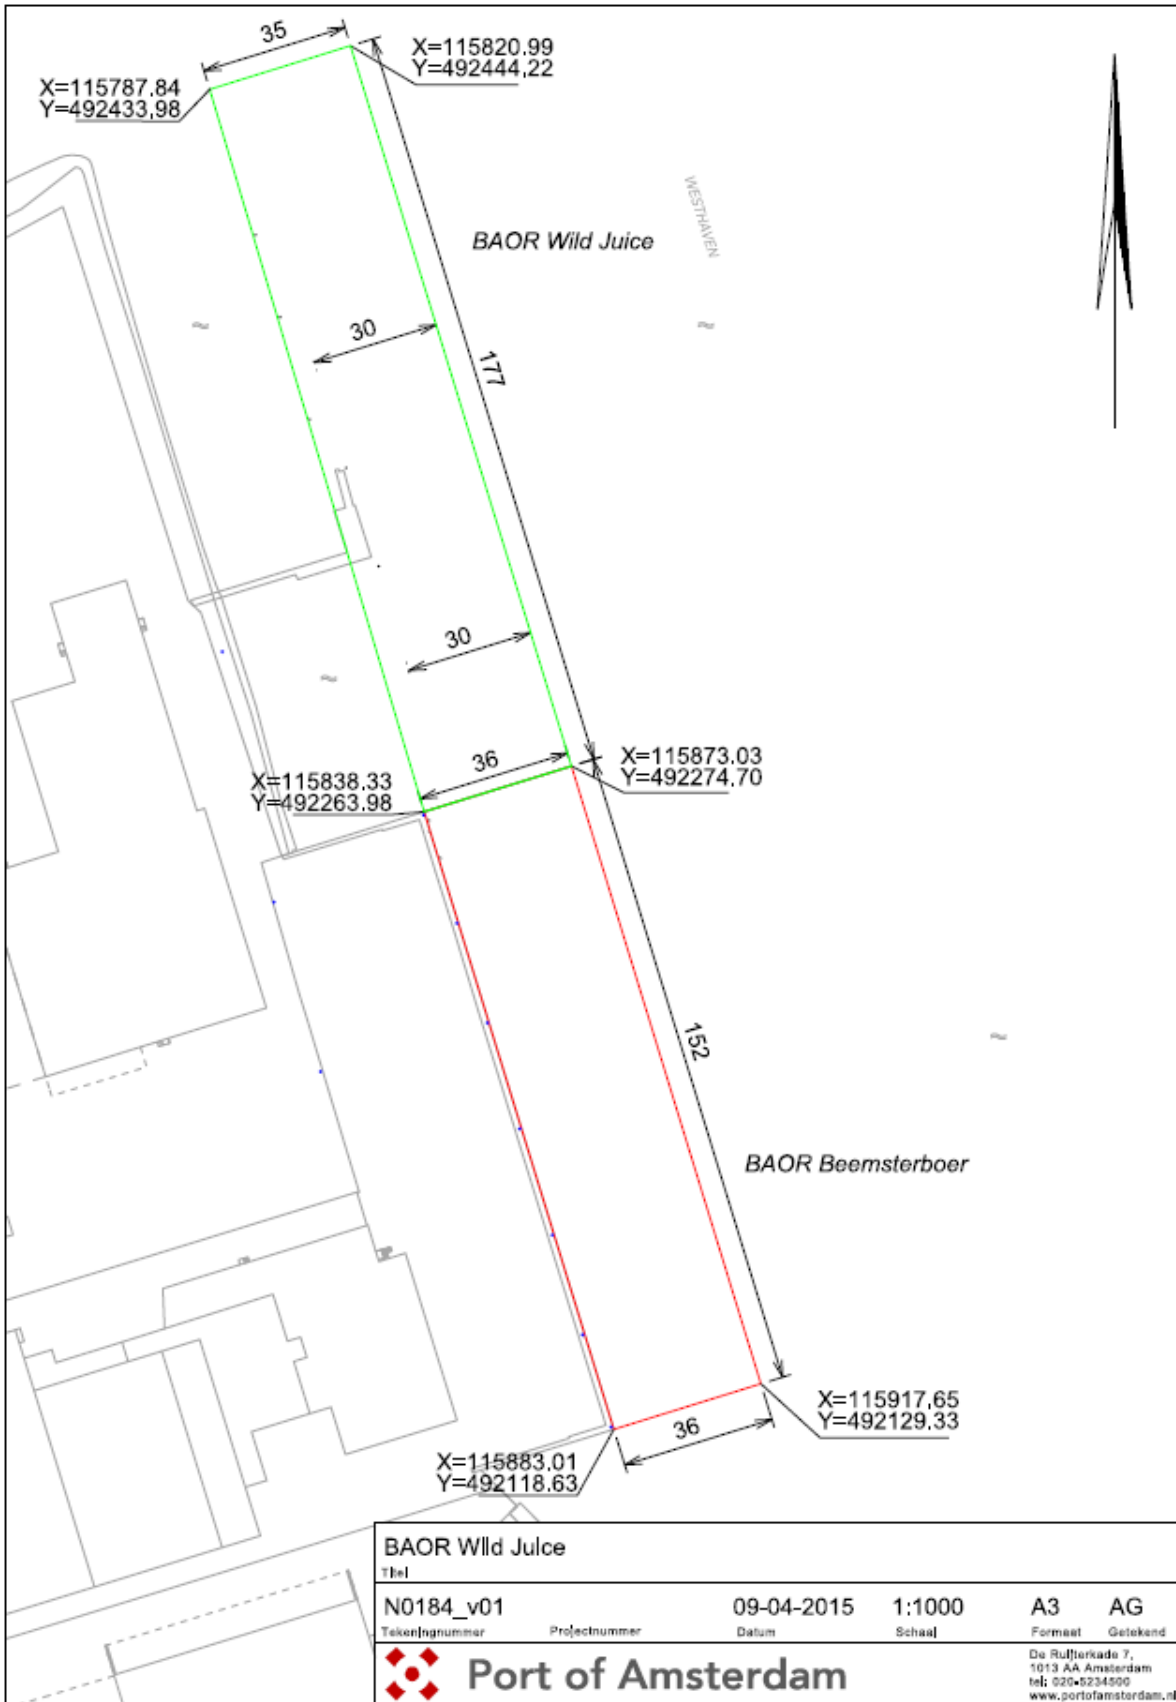 35
X=115820.99
Y=492444,22
X=115787,84
Y=492433,98
WESTHAVEN
BAOR Wild Juice
30
177
30
36
X=115873.03
Y=492274,70
X=115838,33
Y=492263.98
152
BAOR Beemsterboer
X=115917,65
Y=492129.33
36
X=115883,01
Y=492118.63
BAOR Wild Juice
Titel
N0184_v01 09-04-2015 1:1000 A3 AG
Tekeningnummer Projectnummer Datum Schaal Formaat Getekend
Port of Amsterdam
De Ruijterkade 7,
1013 AA Amsterdam
tel: 020-5234500
www.portofamsterdam.nl